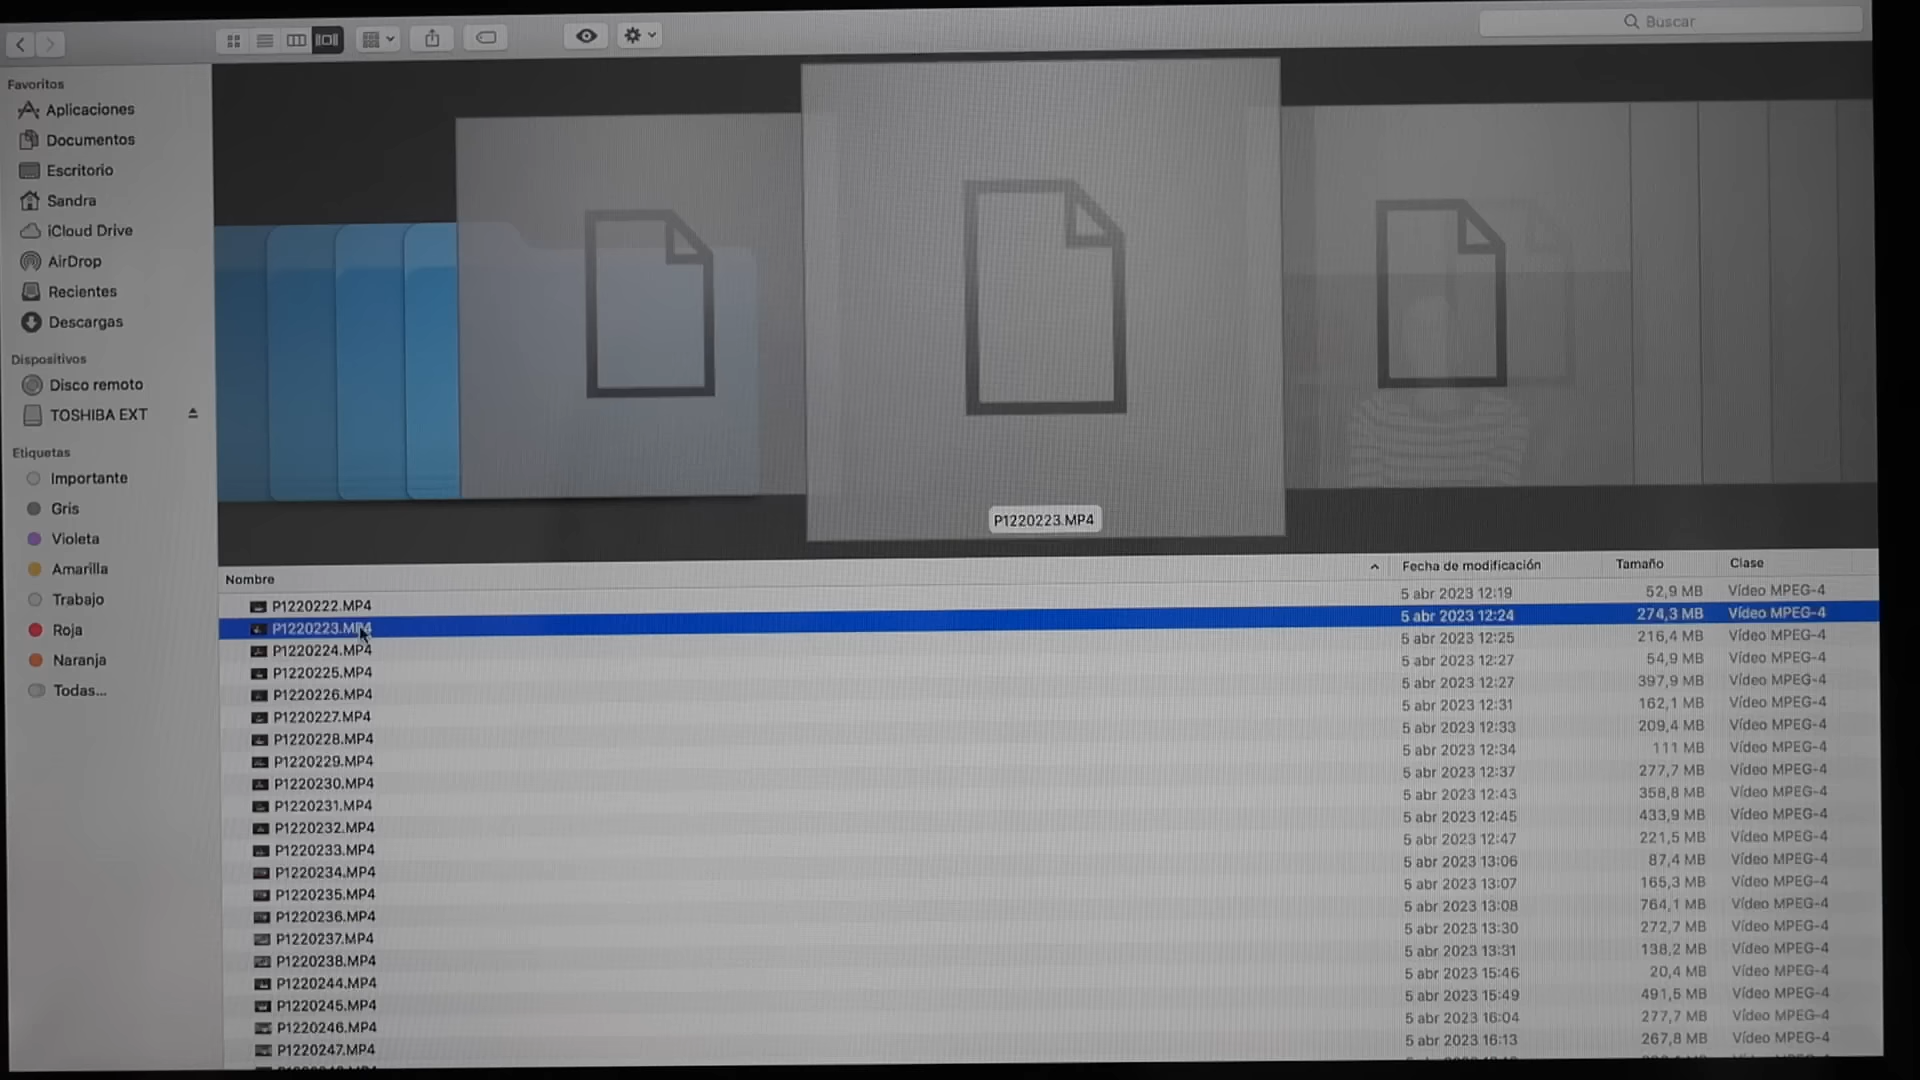 Buscar
Favoritos
Aplicaciones
Documentos
Escritorio
Sandra
iCloud Drive
AirDrop
Recientes
Descargas
Dispositivos
Disco remoto
TOSHIBA EXT
Etiquetas
Importante
Gris
Violeta
Amarilla
Trabajo
Roja
Naranja
Todas...
P1220223.MP4
Nombre Fecha de modificación Tamaño Clase
P1220222.MP4 5 abr 2023 12:19 52,9 MB Vídeo MPEG-4
P1220223.MP4 5 abr 2023 12:24 274,3 MB Vídeo MPEG-4
P1220224.MP4 5 abr 2023 12:25 216,4 MB Vídeo MPEG-4
P1220225.MP4 5 abr 2023 12:27 54,9 MB Vídeo MPEG-4
P1220226.MP4 5 abr 2023 12:27 397,9 MB Vídeo MPEG-4
P1220227.MP4 5 abr 2023 12:31 162,1 MB Vídeo MPEG-4
P1220228.MP4 5 abr 2023 12:33 209,4 MB Vídeo MPEG-4
P1220229.MP4 5 abr 2023 12:34 111 MB Vídeo MPEG-4
P1220230.MP4 5 abr 2023 12:37 277,7 MB Vídeo MPEG-4
P1220231.MP4 5 abr 2023 12:43 358,8 MB Vídeo MPEG-4
P1220232.MP4 5 abr 2023 12:45 433,9 MB Vídeo MPEG-4
P1220233.MP4 5 abr 2023 12:47 221,5 MB Vídeo MPEG-4
P1220234.MP4 5 abr 2023 13:06 87,4 MB Vídeo MPEG-4
P1220235.MP4 5 abr 2023 13:07 165,3 MB Vídeo MPEG-4
P1220236.MP4 5 abr 2023 13:08 764,1 MB Vídeo MPEG-4
P1220237.MP4 5 abr 2023 13:30 272,7 MB Vídeo MPEG-4
P1220238.MP4 5 abr 2023 13:31 138,2 MB Vídeo MPEG-4
P1220244.MP4 5 abr 2023 15:46 20,4 MB Vídeo MPEG-4
P1220245.MP4 5 abr 2023 15:49 491,5 MB Vídeo MPEG-4
P1220246.MP4 5 abr 2023 16:04 277,7 MB Vídeo MPEG-4
P1220247.MP4 5 abr 2023 16:13 267,8 MB Vídeo MPEG-4